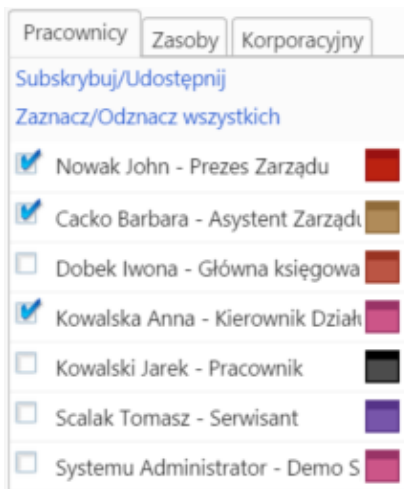 Pracownicy Zasoby Korporacyjny
Subskrybuj/Udostępnij
Zaznacz/Odznacz wszystkich
Nowak John - Prezes Zarządu
Cacko Barbara - Asystent Zarządu
Dobek Iwona - Główna księgowa
Kowalska Anna - Kierownik Dział
Kowalski Jarek - Pracownik
Scalak Tomasz - Serwisant
Systemu Administrator - Demo S